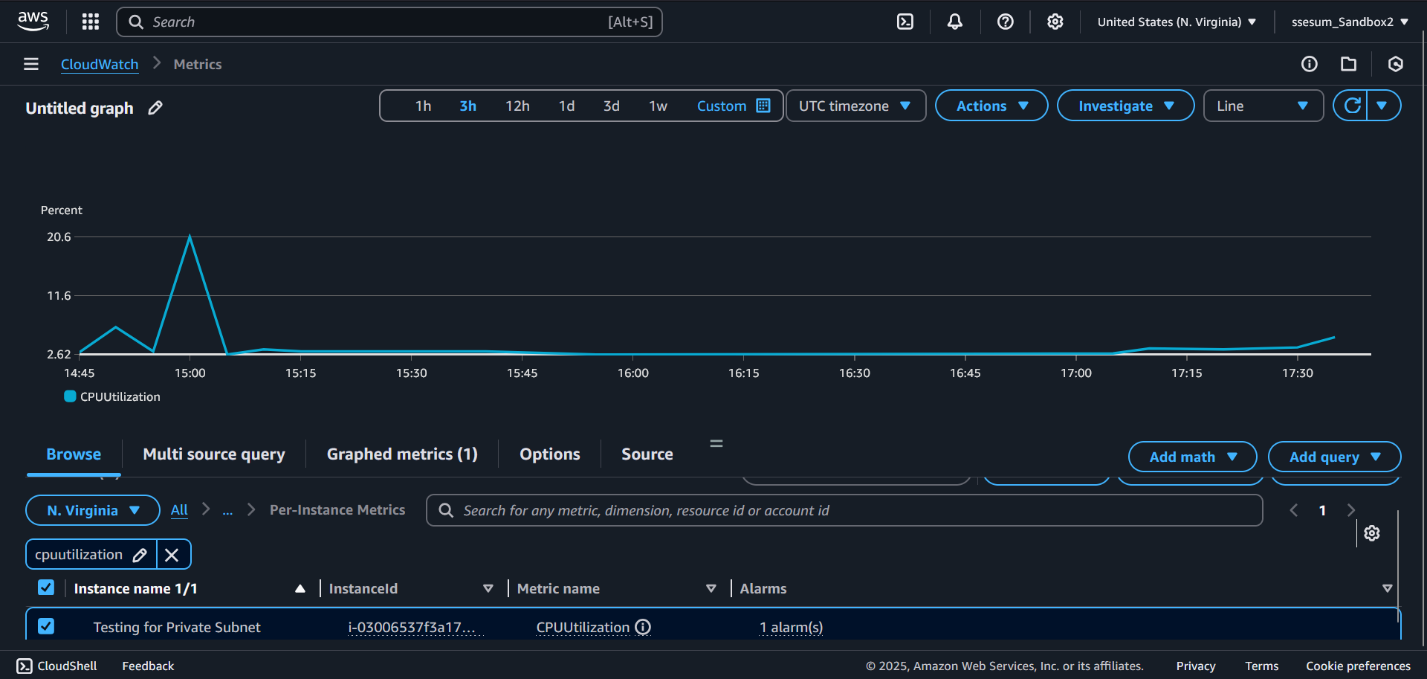 aws Search [Alt+S] United States (N. Virginia) ssesum_Sandbox2
CloudWatch Metrics
Untitled graph 1h 3h 12h 1d 3d 1w Custom UTC timezone Actions Investigate Line
Percent
20.6
11.6
2.62
14:45 15:00 15:15 15:30 15:45 16:00 16:15 16:30 16:45 17:00 17:15 17:30
CPUUtilization
Browse Multi source query Graphed metrics (1) Options Source Add math Add query
N. Virginia All ... Per-Instance Metrics Search for any metric, dimension, resource id or account id 1
cpuutilization
Instance name 1/1 InstanceId Metric name Alarms
Testing for Private Subnet i-03006537f3a17... CPUUtilization 1 alarm(s)
CloudShell Feedback © 2025, Amazon Web Services, Inc. or its affiliates. Privacy Terms Cookie preferences